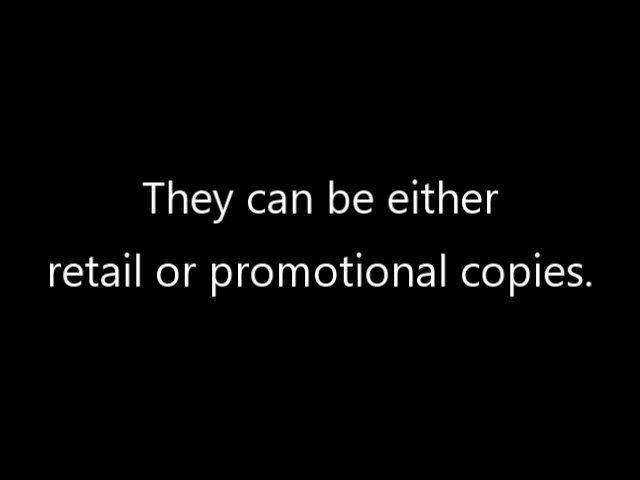 They can be either
retail or promotional copies.